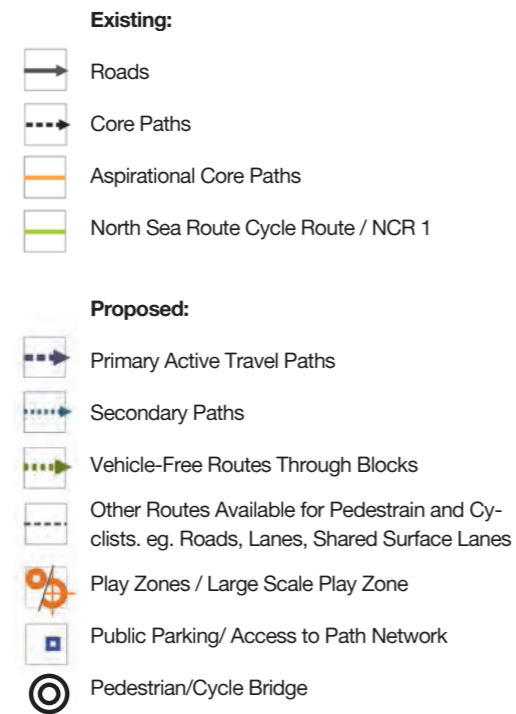 Existing:
Roads
Core Paths
Aspirational Core Paths
North Sea Route Cycle Route / NCR 1
Proposed:
Primary Active Travel Paths
Secondary Paths
Vehicle-Free Routes Through Blocks
Other Routes Available for Pedestrain and Cy-
clists. eg. Roads, Lanes, Shared Surface Lanes
Play Zones / Large Scale Play Zone
Public Parking/ Access to Path Network
Pedestrian/Cycle Bridge